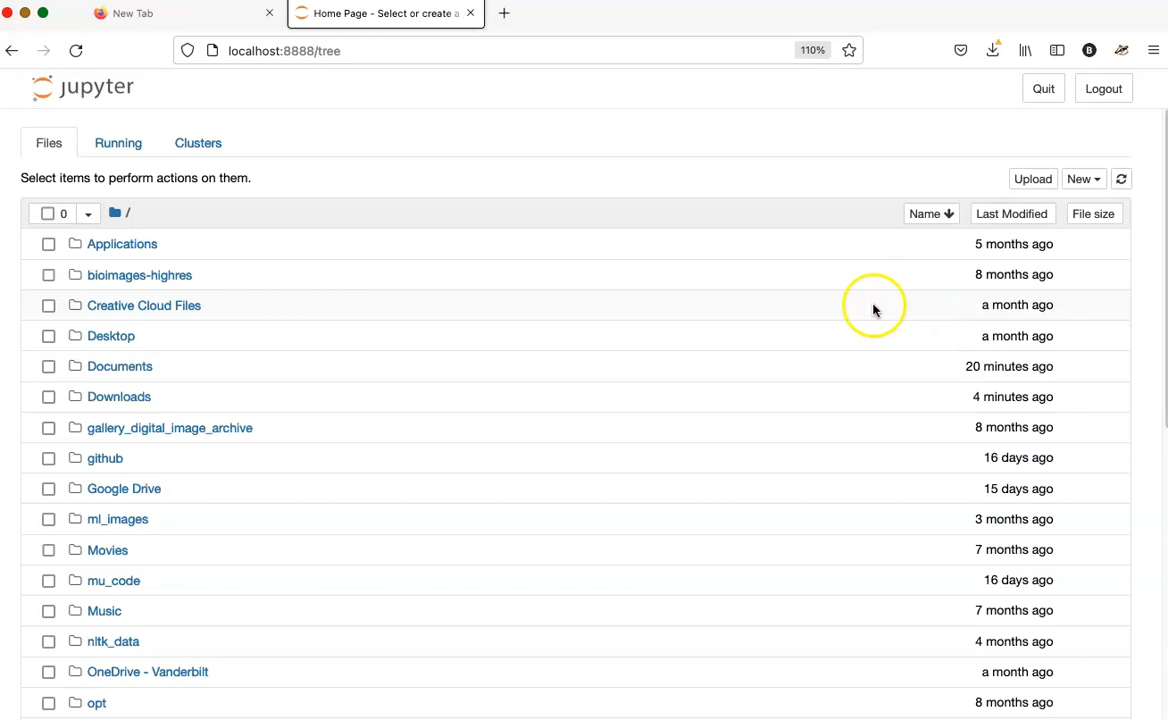 New Tab
Home Page - Select or create a
localhost:8888/tree
110%
B
jupyter
Quit
Logout
Files
Running
Clusters
Select items to perform actions on them.
Upload
New
0
/
Name
Last Modified
File size
Applications
5 months ago
bioimages-highres
8 months ago
Creative Cloud Files
a month ago
Desktop
a month ago
Documents
20 minutes ago
Downloads
4 minutes ago
gallery_digital_image_archive
8 months ago
github
16 days ago
Google Drive
15 days ago
ml_images
3 months ago
Movies
7 months ago
mu_code
16 days ago
Music
7 months ago
nltk_data
4 months ago
OneDrive - Vanderbilt
a month ago
opt
8 months ago